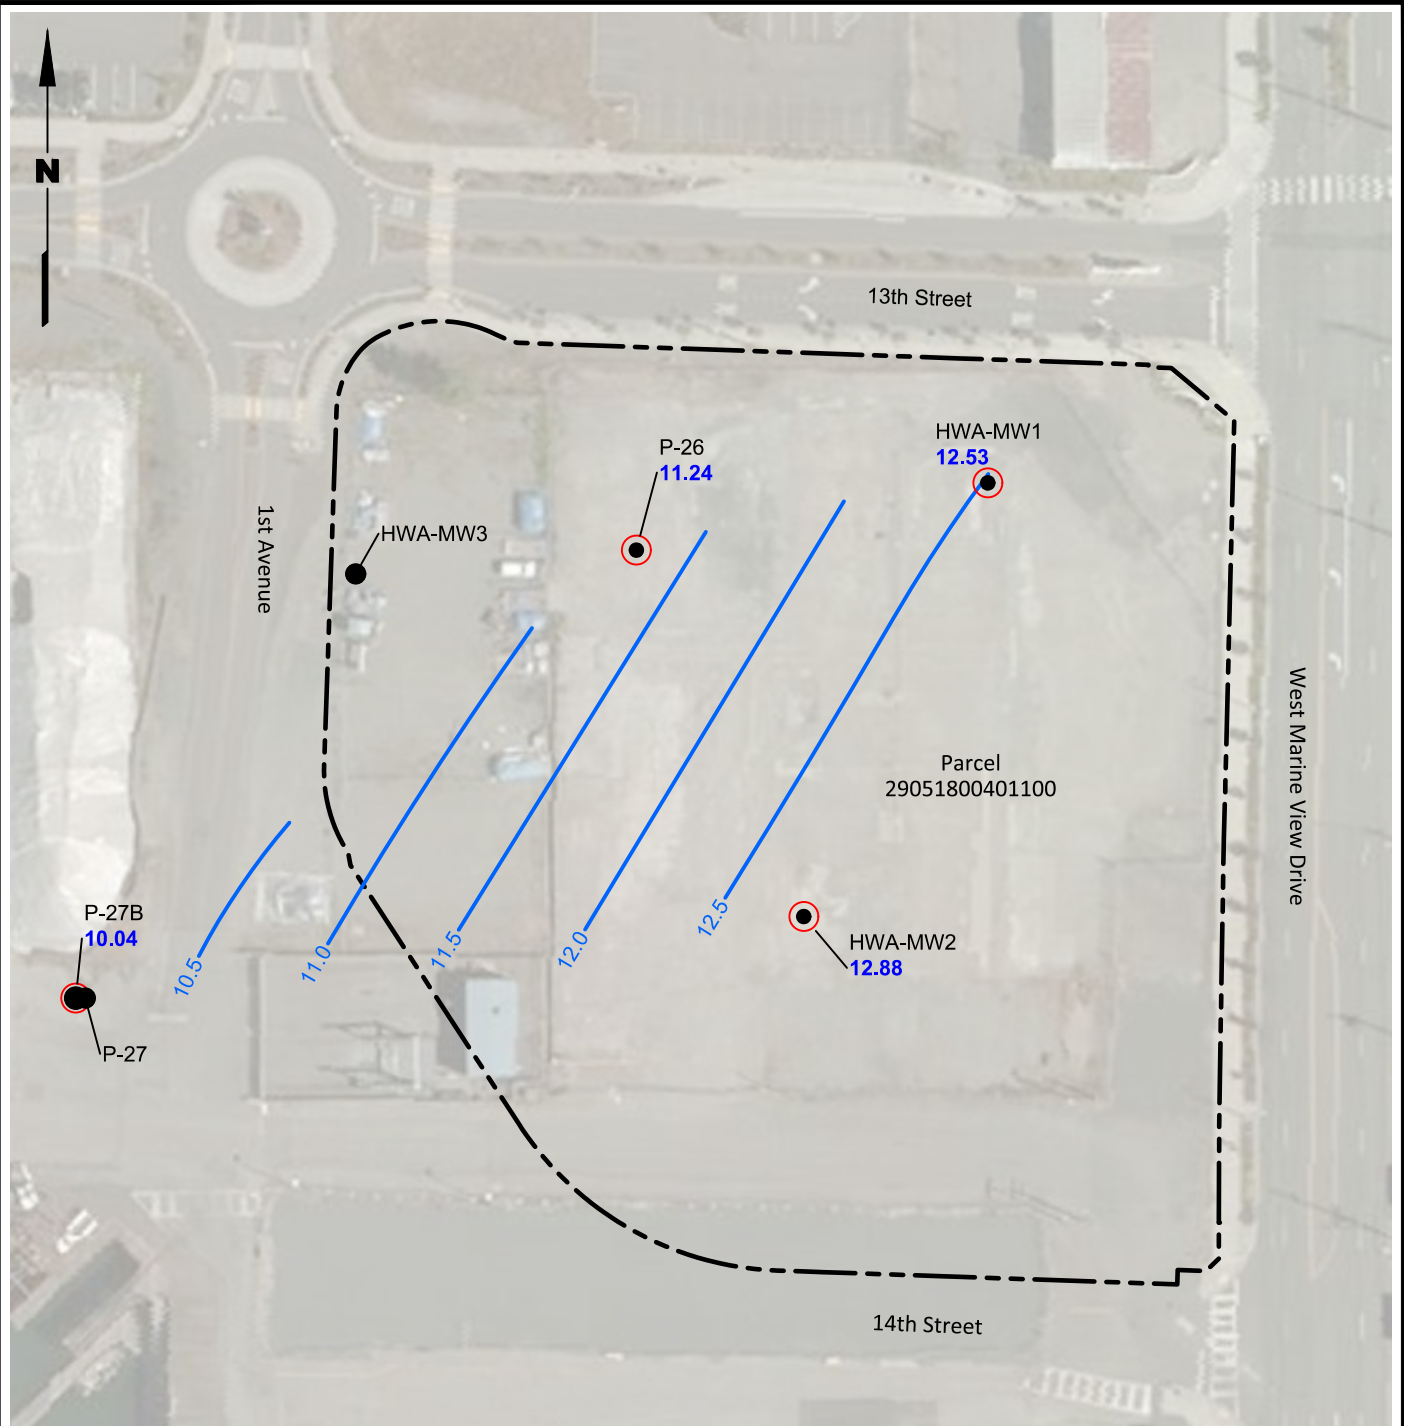 N
13th Street
HWA-MW1
12.53
P-26
11.24
HWA-MW3
1st Avenue
West Marine View Drive
Parcel
29051800401100
P-27B
10.04
10.5
11.0
11.5
12.0
12.5
HWA-MW2
12.88
P-27
14th Street